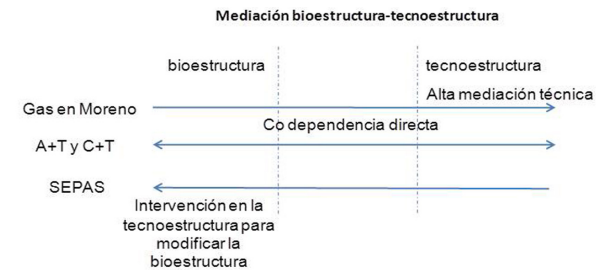 Mediación bioestructura-tecnoestructura
bioestructura
tecnoestructura
Gas en Moreno
Alta mediación técnica
A+T y C+T
Co dependencia directa
SEPAS
Intervención en la
tecnoestructura para
modificar la
bioestructura